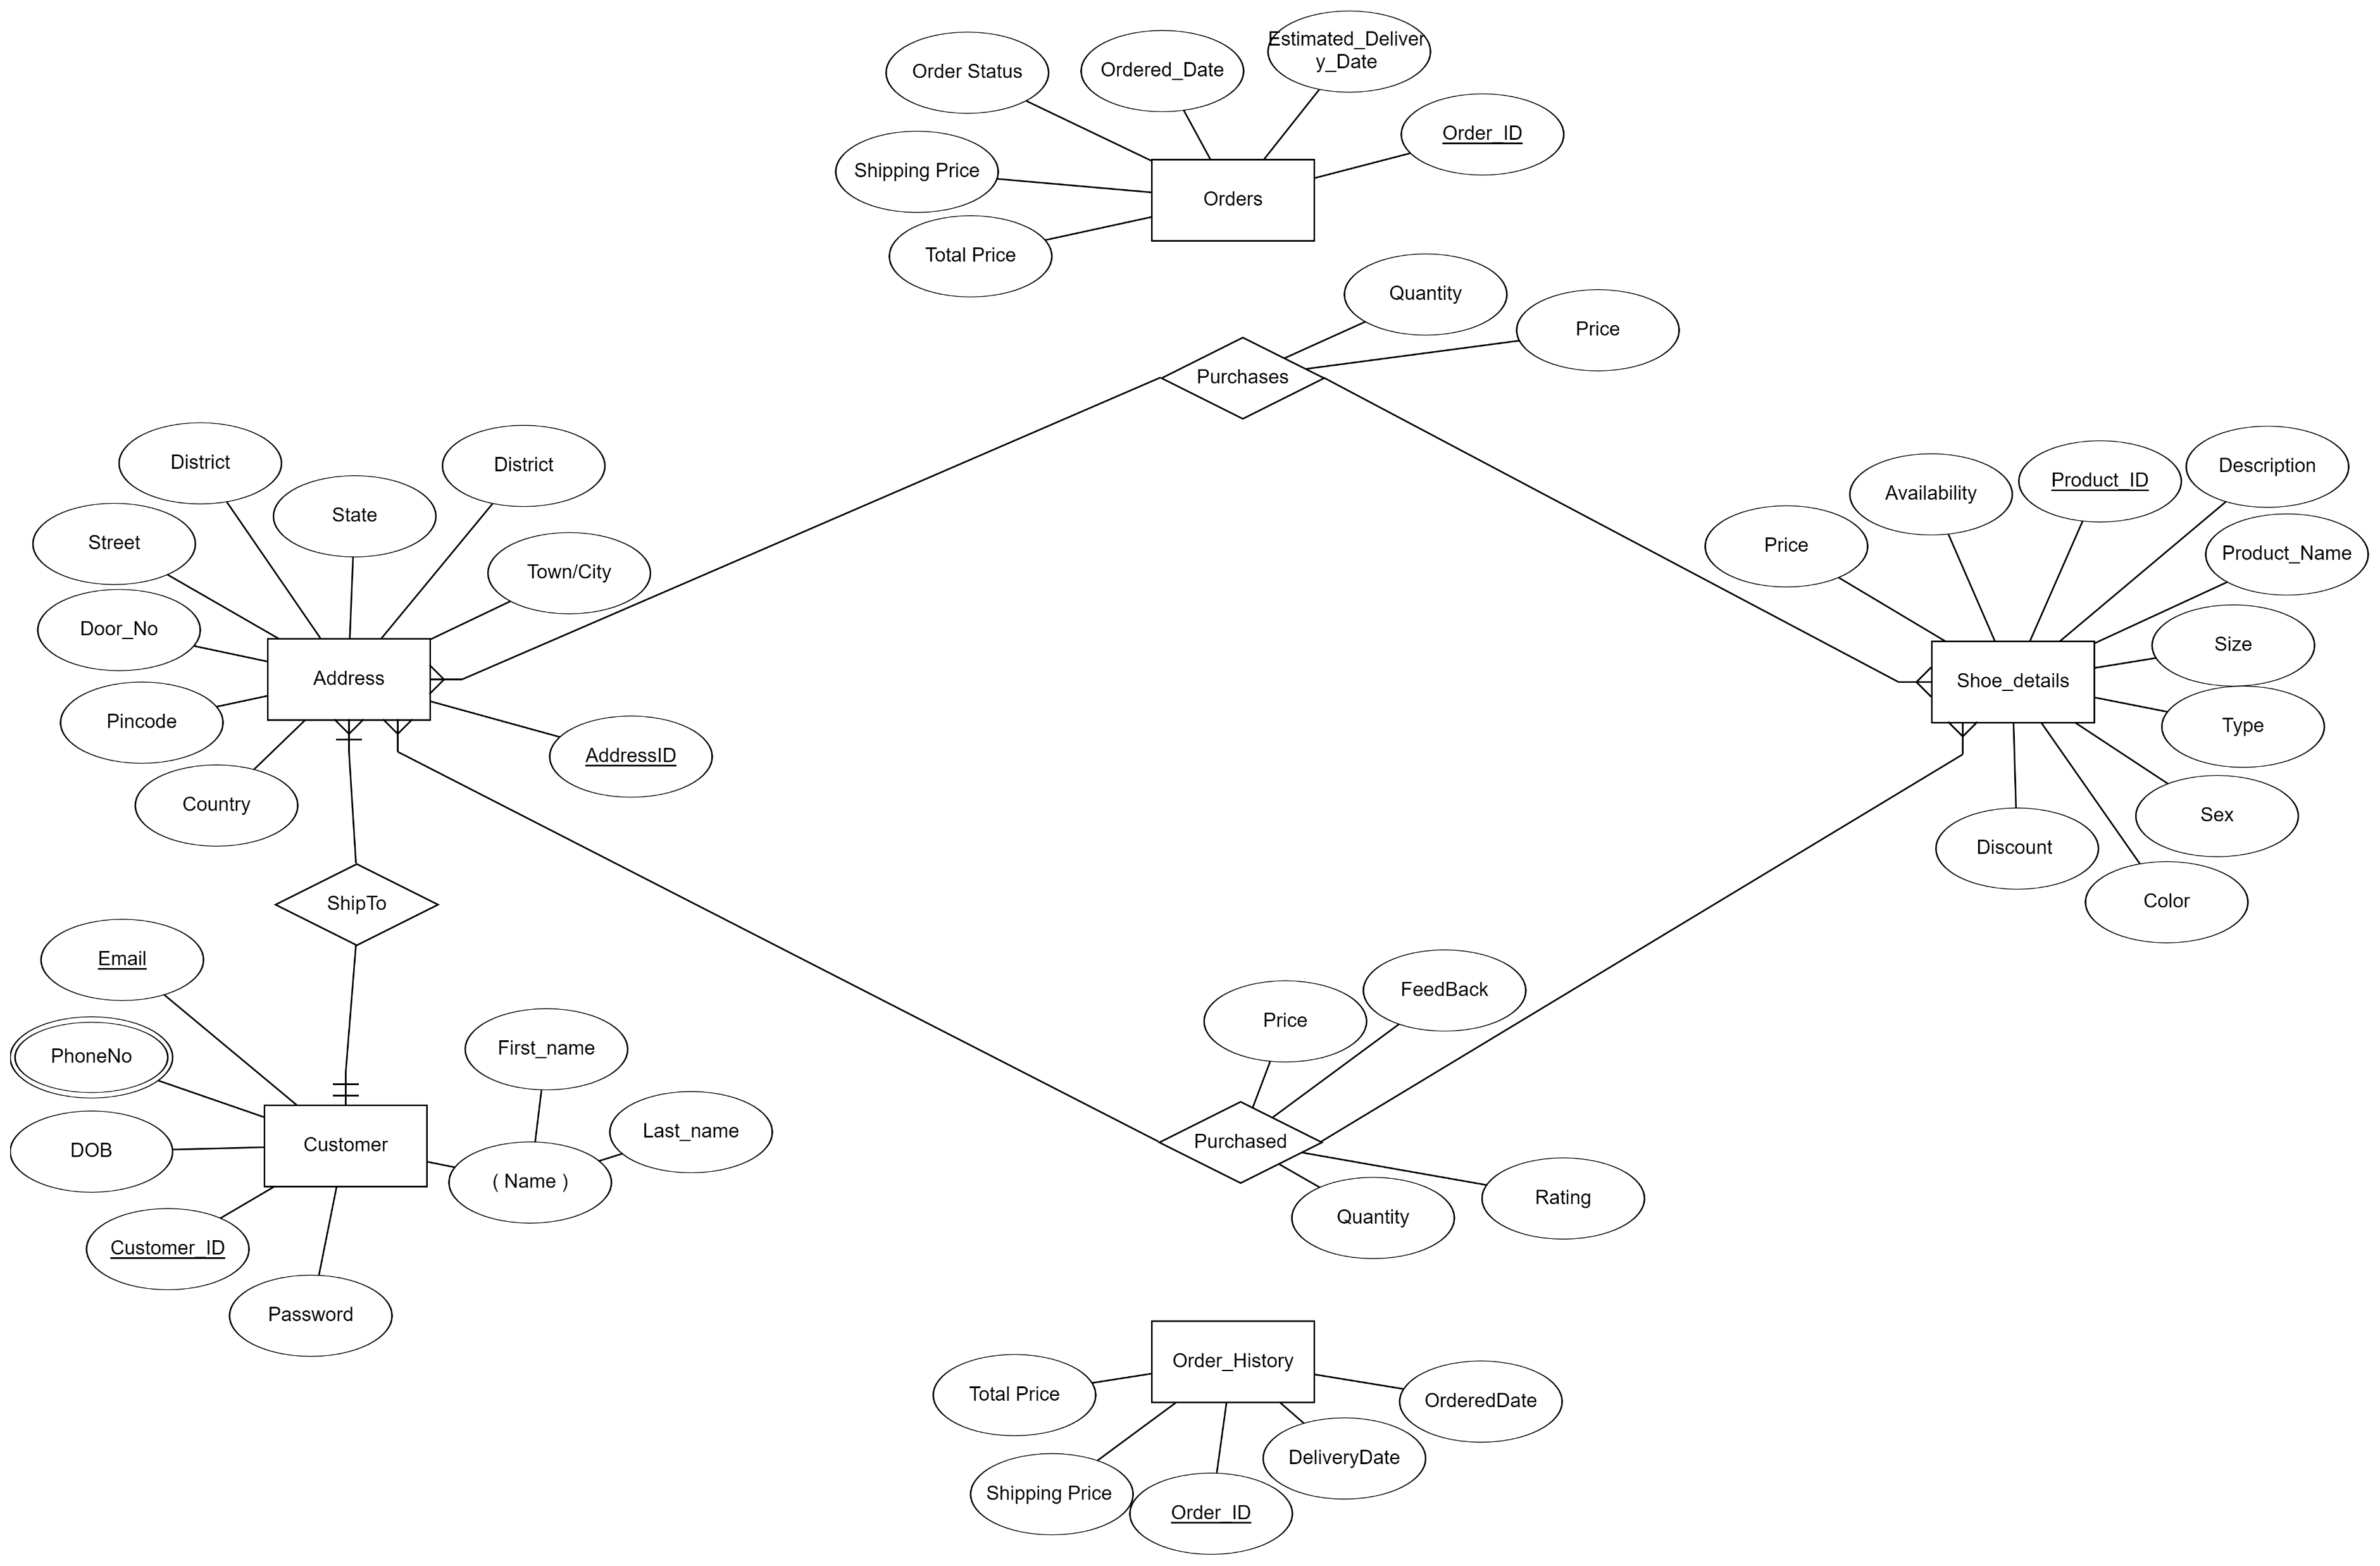 Estimated_Deliver
y_Date
Order Status
Ordered_Date
Order_ID
Shipping Price
Orders
Total Price
Quantity
Price
Purchases
District
District
State
Street
Town/City
Door_No
Address
Pincode
AddressID
Country
Description
Product_ID
Availability
Price
Product_Name
Size
Shoe_details
Type
Sex
Discount
Color
ShipTo
Email
PhoneNo
First_name
Last_name
DOB
Customer
( Name )
Customer_ID
Password
FeedBack
Price
Purchased
Rating
Quantity
Order_History
Total Price
OrderedDate
DeliveryDate
Shipping Price
Order_ID